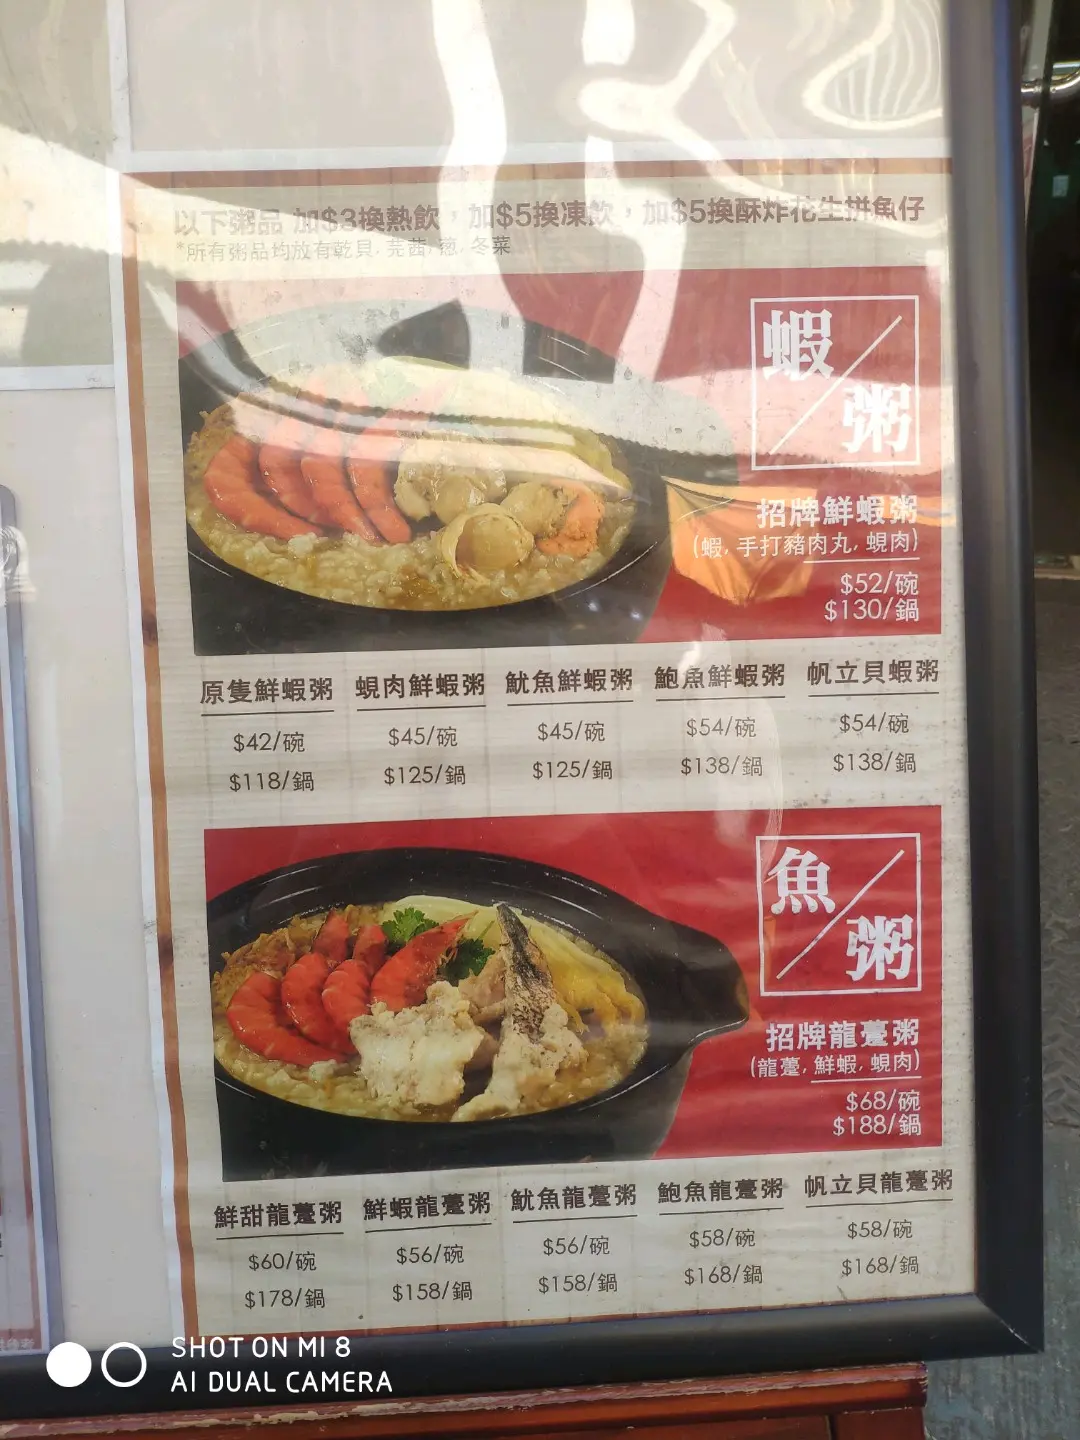 以下粥品 加$3換熱飲，加$5換凍飲，加$5換酥炸花生拼魚仔
*所有粥品均放有乾貝, 芫茜, 葱, 冬菜
蝦/粥
招牌鮮蝦粥
(蝦, 手打豬肉丸, 蜆肉)
$52/碗
$130/鍋
原隻鮮蝦粥 蜆肉鮮蝦粥 魷魚鮮蝦粥 鮑魚鮮蝦粥 帆立貝蝦粥
$42/碗 $45/碗 $45/碗 $54/碗 $54/碗
$118/鍋 $125/鍋 $125/鍋 $138/鍋 $138/鍋
魚/粥
招牌龍躉粥
(龍躉, 鮮蝦, 蜆肉)
$68/碗
$188/鍋
鮮甜龍躉粥 鮮蝦龍躉粥 魷魚龍躉粥 鮑魚龍躉粥 帆立貝龍躉粥
$60/碗 $56/碗 $56/碗 $58/碗 $58/碗
$178/鍋 $158/鍋 $158/鍋 $168/鍋 $168/鍋
SHOT ON MI 8
AI DUAL CAMERA